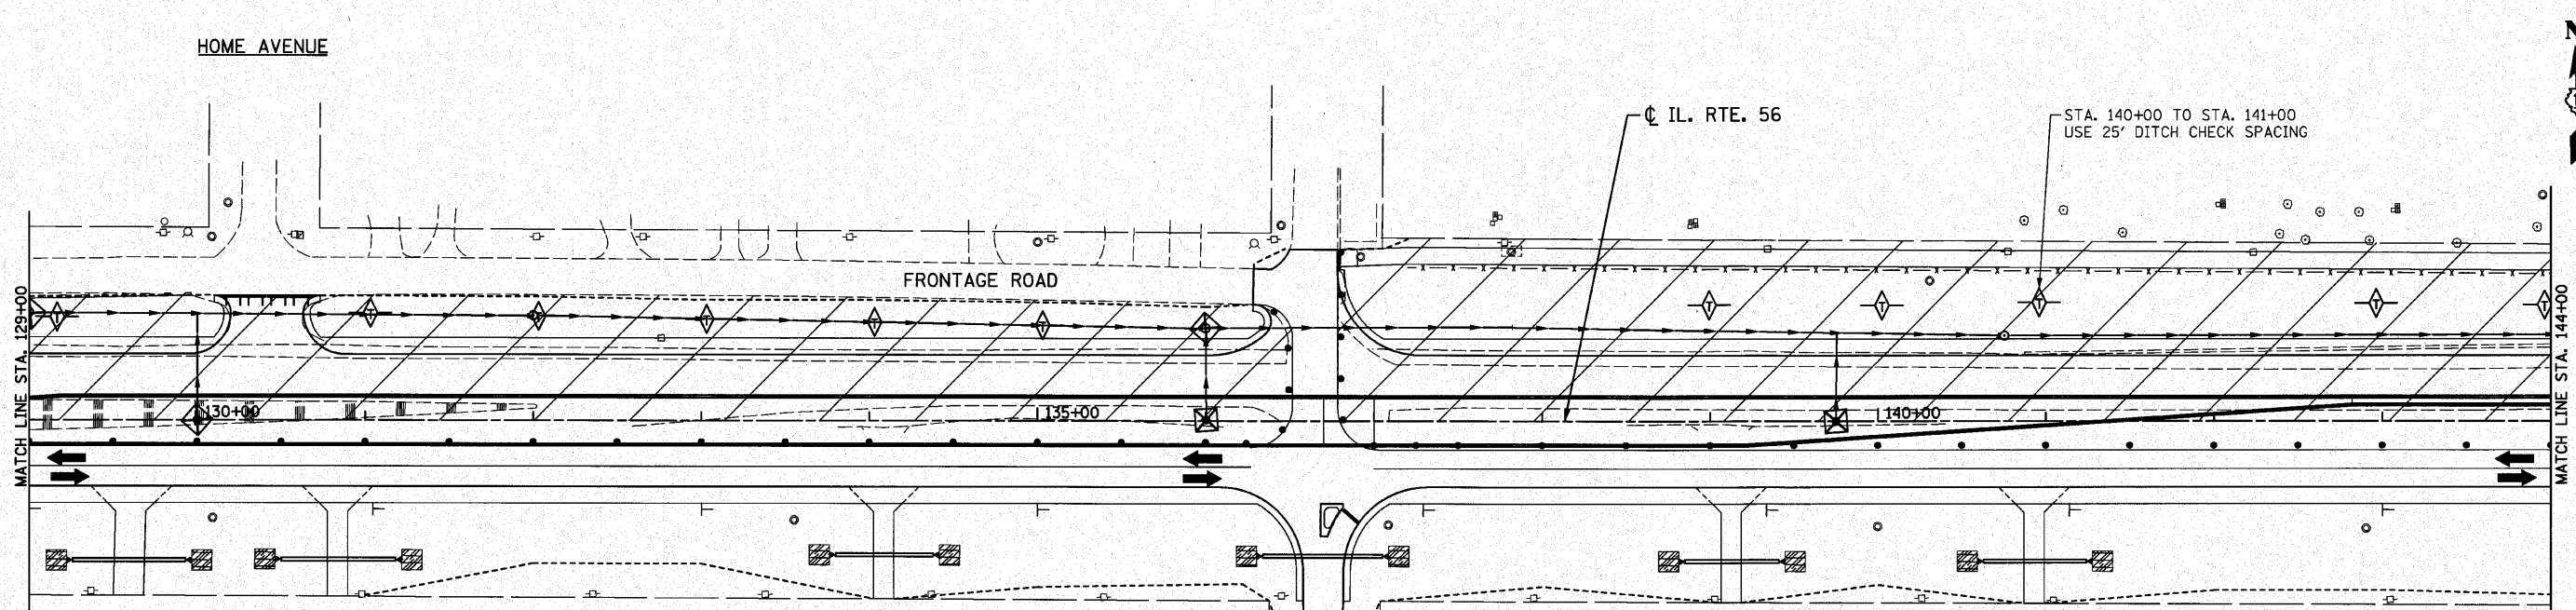 HOME AVENUE
N
℄ IL. RTE. 56
STA. 140+00 TO STA. 141+00
USE 25' DITCH CHECK SPACING
FRONTAGE ROAD
MATCH LINE STA. 129+00
MATCH LINE STA. 144+00
T
T
T
T
T
T
T
T
T
T
T
130+00
135+00
140+00